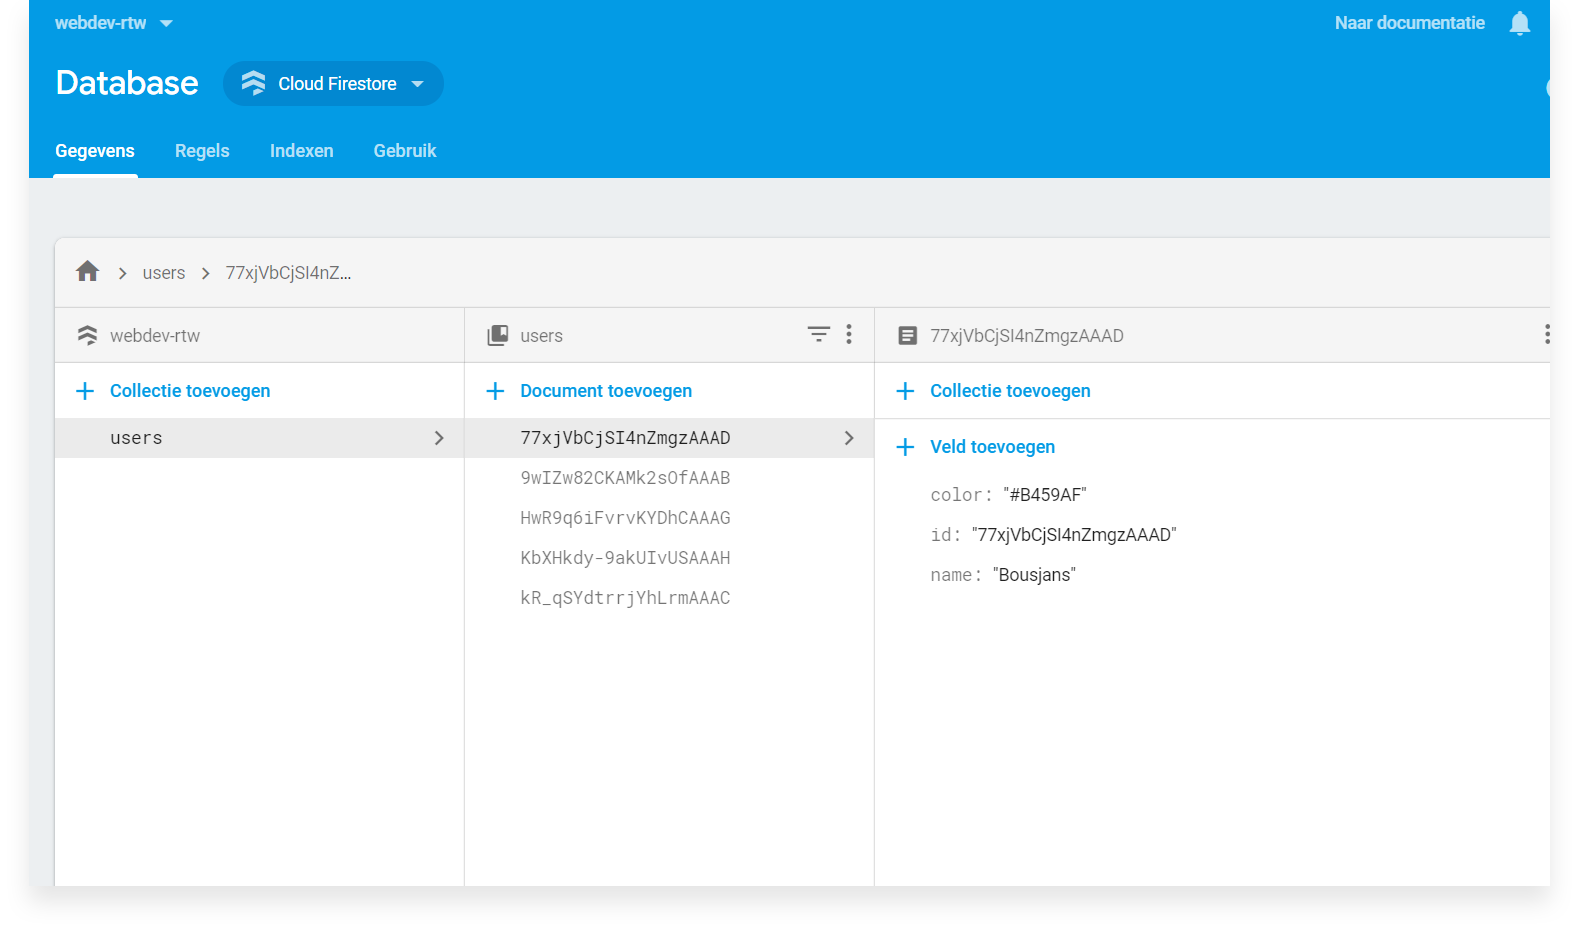 webdev-rtw
Naar documentatie
Database
Cloud Firestore
Gegevens
Regels
Indexen
Gebruik
users
77xjVbCjSI4nZ...
webdev-rtw
users
77xjVbCjSI4nZmgzAAAD
Collectie toevoegen
Document toevoegen
Collectie toevoegen
users
77xjVbCjSI4nZmgzAAAD
9wIZw82CKAMk2sOfAAAB
HwR9q6iFvrvKYDhCAAAG
KbXHkdy-9akUIvUSAAAH
kR_qSYdtrrjYhLrmAAAC
Veld toevoegen
color: "#B459AF"
id: "77xjVbCjSI4nZmgzAAAD"
name: "Bousjans"